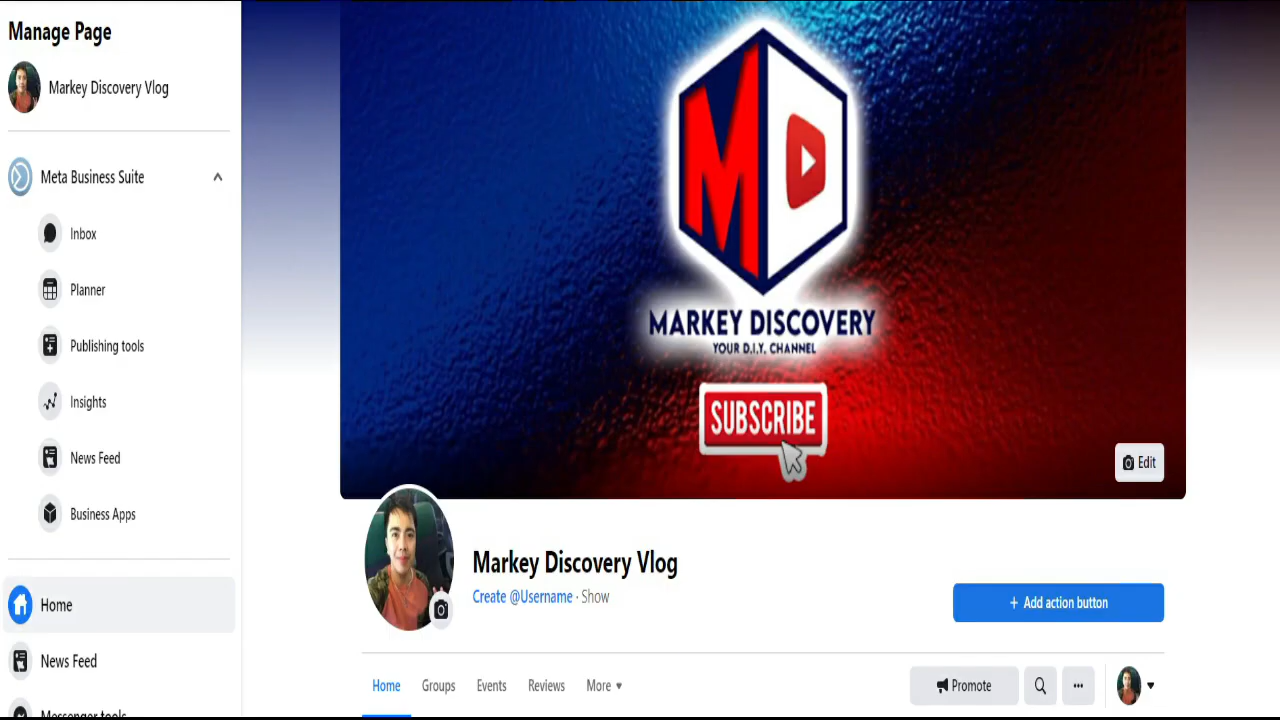 Manage Page
Markey Discovery Vlog
Meta Business Suite
Inbox
Planner
Publishing tools
Insights
News Feed
Business Apps
Home
News Feed
Messenger tools
MD
MARKEY DISCOVERY
YOUR D.I.Y. CHANNEL
SUBSCRIBE
Edit
Markey Discovery Vlog
Create @Username · Show
+ Add action button
Home Groups Events Reviews More
Promote